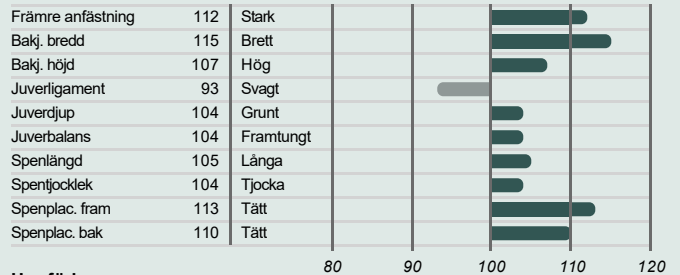 Främre anfästning 112 Stark
Bakj. bredd 115 Brett
Bakj. höjd 107 Hög
Juverligament 93 Svagt
Juverdjup 104 Grunt
Juverbalans 104 Framtungt
Spenlängd 105 Långa
Spentjocklek 104 Tjocka
Spenplac. fram 113 Tätt
Spenplac. bak 110 Tätt
80 90 100 110 120